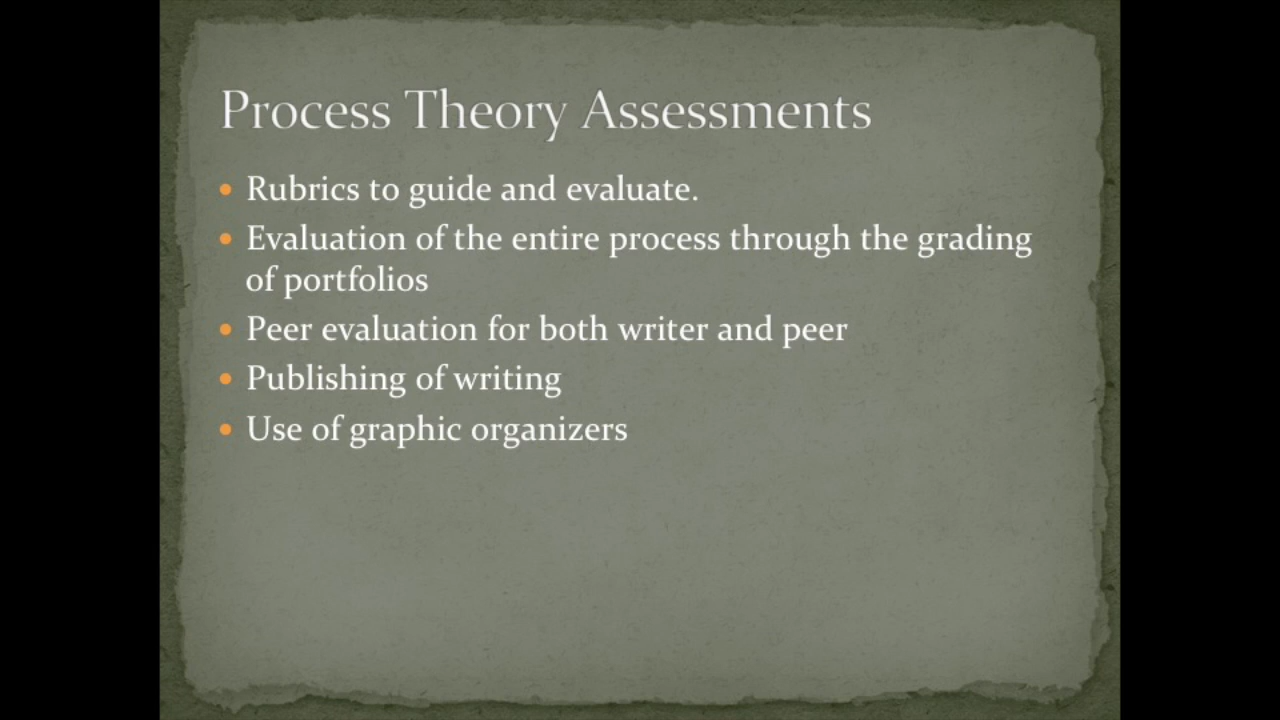 Process Theory Assessments
• Rubrics to guide and evaluate.
• Evaluation of the entire process through the grading
of portfolios
• Peer evaluation for both writer and peer
• Publishing of writing
• Use of graphic organizers